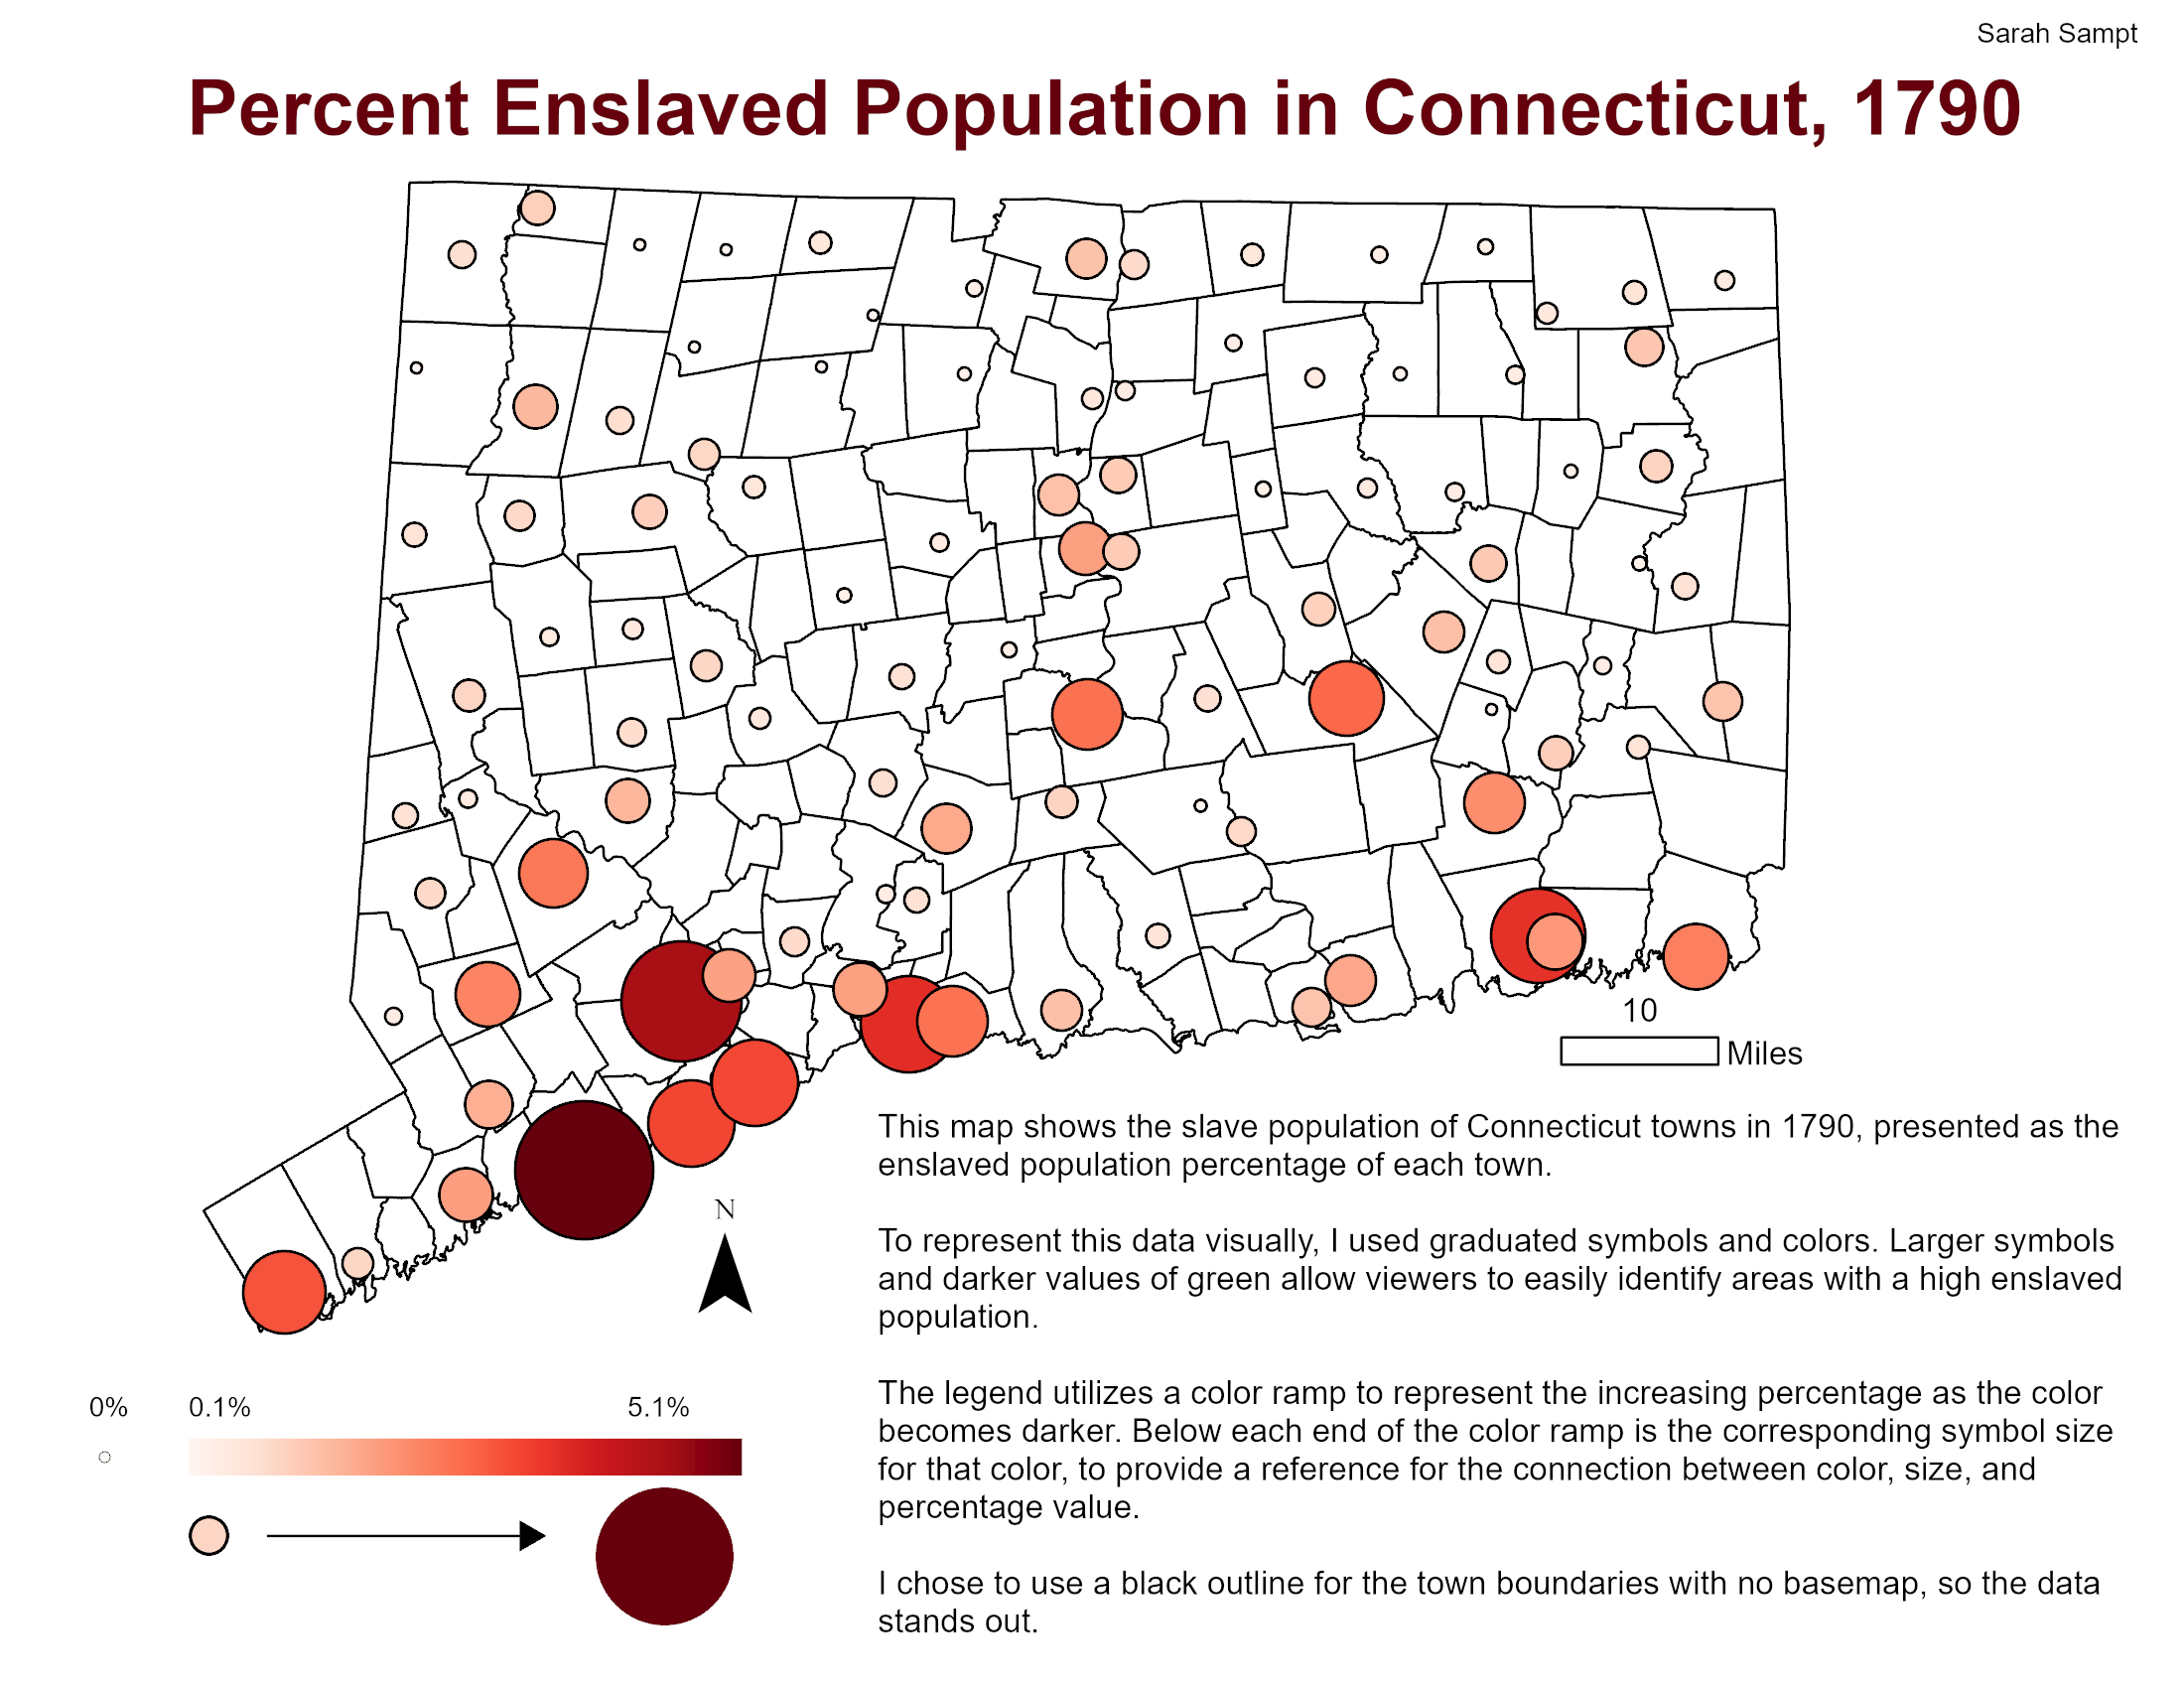 Sarah Sampt
Percent Enslaved Population in Connecticut, 1790
10
Miles
This map shows the slave population of Connecticut towns in 1790, presented as the
enslaved population percentage of each town.
N
To represent this data visually, I used graduated symbols and colors. Larger symbols
and darker values of green allow viewers to easily identify areas with a high enslaved
population.
The legend utilizes a color ramp to represent the increasing percentage as the color
becomes darker. Below each end of the color ramp is the corresponding symbol size
for that color, to provide a reference for the connection between color, size, and
percentage value.
I chose to use a black outline for the town boundaries with no basemap, so the data
stands out.
0% 0.1% 5.1%